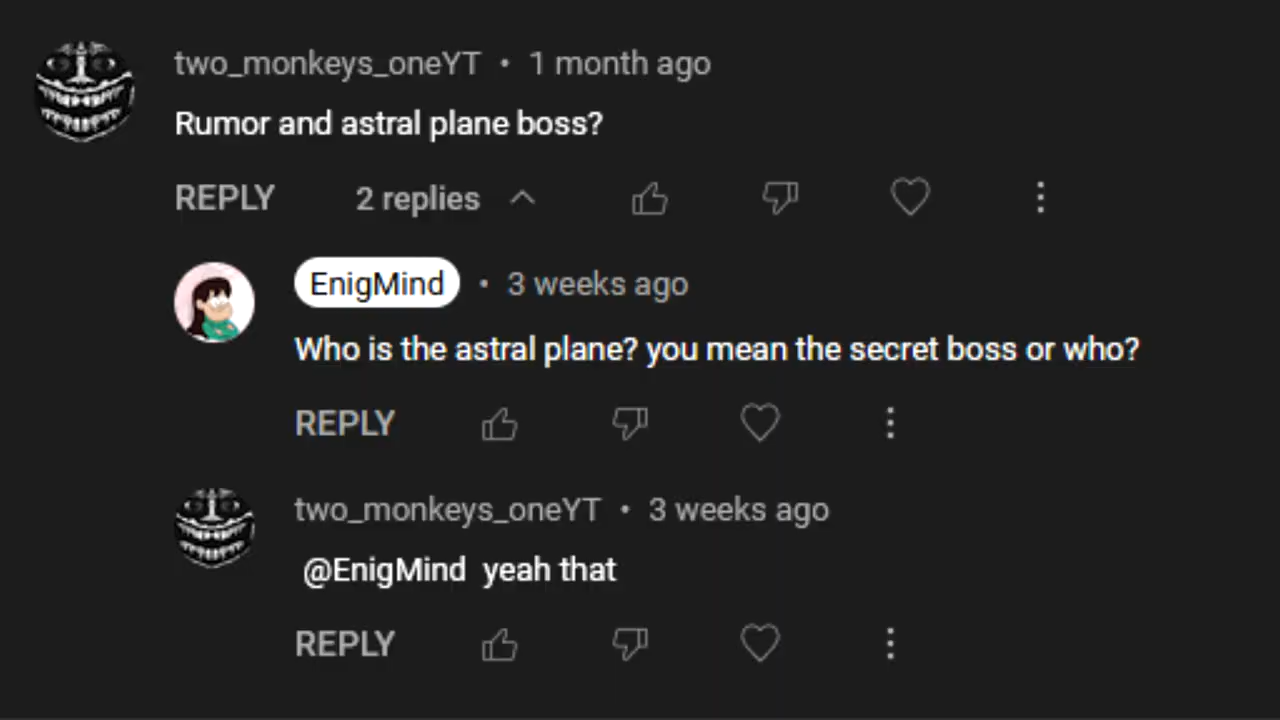 two_monkeys_oneYT • 1 month ago
Rumor and astral plane boss?
REPLY 2 replies
EnigMind • 3 weeks ago
Who is the astral plane? you mean the secret boss or who?
REPLY
two_monkeys_oneYT • 3 weeks ago
@EnigMind yeah that
REPLY